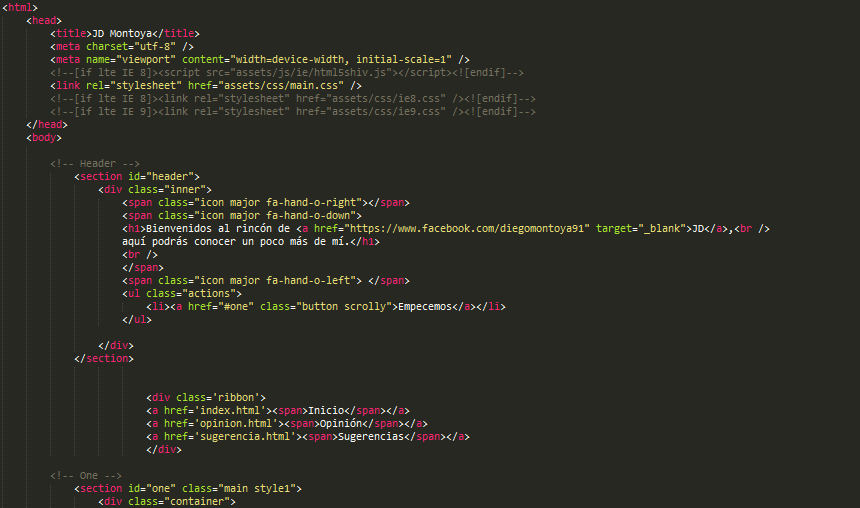 <html>
<head>
<title>JD Montoya</title>
<meta charset="utf-8" />
<meta name="viewport" content="width=device-width, initial-scale=1" />
<!--[if lte IE 8]><script src="assets/js/ie/html5shiv.js"></script><![endif]-->
<link rel="stylesheet" href="assets/css/main.css" />
<!--[if lte IE 8]><link rel="stylesheet" href="assets/css/ie8.css" /><![endif]-->
<!--[if lte IE 9]><link rel="stylesheet" href="assets/css/ie9.css" /><![endif]-->
</head>
<body>
<!-- Header -->
<section id="header">
<div class="inner">
<span class="icon major fa-hand-o-right"></span>
<span class="icon major fa-hand-o-down">
<h1>Bienvenidos al rincón de <a href="https://www.facebook.com/diegomontoya91" target="_blank">JD</a>,<br />
aquí podrás conocer un poco más de mí.</h1>
<br />
</span>
<span class="icon major fa-hand-o-left"> </span>
<ul class="actions">
<li><a href="#one" class="button scrolly">Empecemos</a></li>
</ul>
</div>
</section>
<div class='ribbon'>
<a href='index.html'><span>Inicio</span></a>
<a href='opinion.html'><span>Opinión</span></a>
<a href='sugerencia.html'><span>Sugerencias</span></a>
</div>
<!-- One -->
<section id="one" class="main style1">
<div class="container">